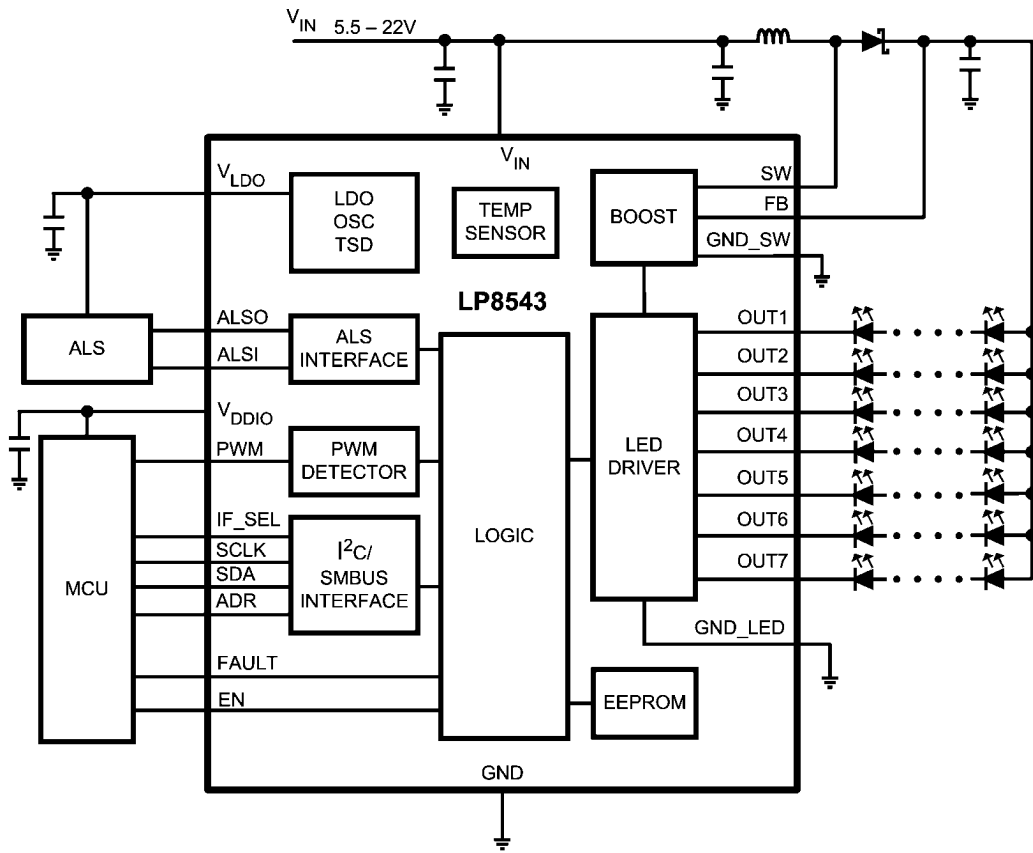 VIN 5.5 – 22V
VIN
VLDO
LDO
OSC
TSD
TEMP
SENSOR
BOOST
SW
FB
GND_SW
LP8543
ALS
ALSO
ALSI
ALS
INTERFACE
VDDIO
PWM
PWM
DETECTOR
MCU
IF_SEL
SCLK
SDA
ADR
I²C/
SMBUS
INTERFACE
FAULT
EN
LOGIC
LED
DRIVER
OUT1
OUT2
OUT3
OUT4
OUT5
OUT6
OUT7
GND_LED
EEPROM
GND